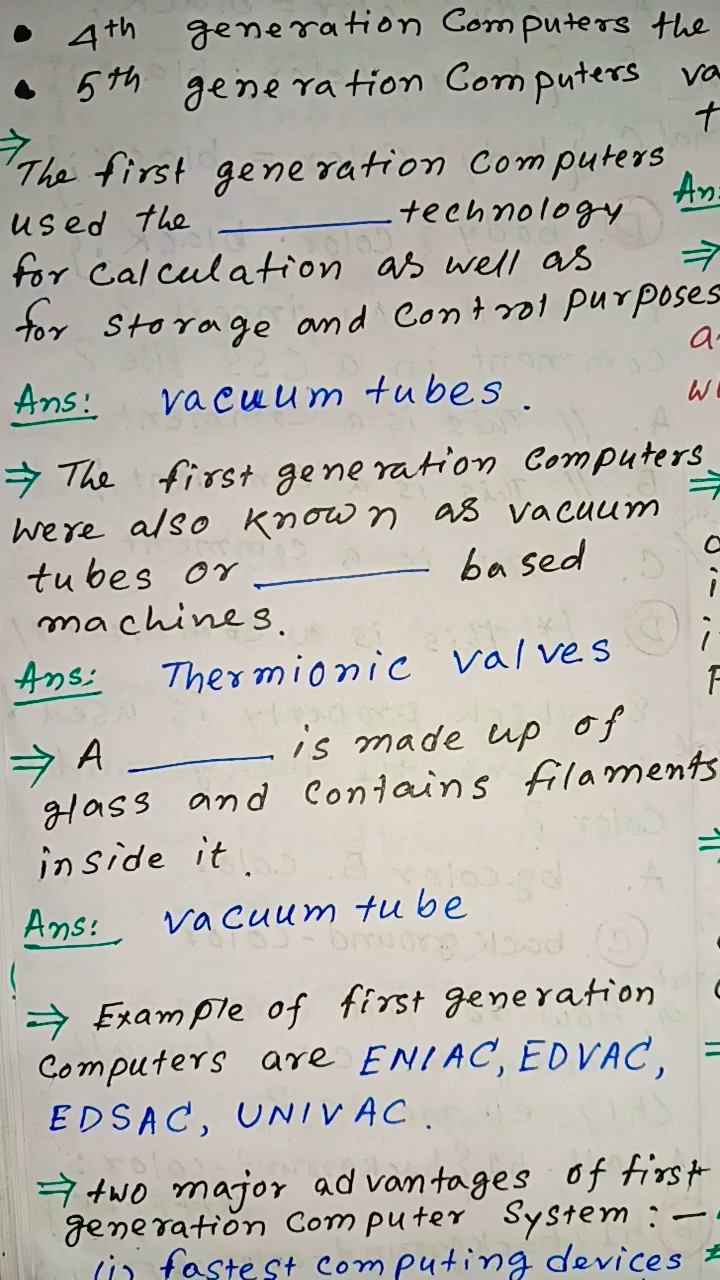 • 4th generation Computers the
• 5th generation Computers
⇒ The first generation Computers
used the ________ technology
for calculation as well as
for storage and control purposes
Ans: vacuum tubes.
⇒ The first generation Computers
were also known as vacuum
tubes or ________ based
machines.
Ans: Thermionic valves
⇒ A ________ is made up of
glass and contains filaments
inside it.
Ans: vacuum tube
⇒ Example of first generation
Computers are ENIAC, EDVAC,
EDSAC, UNIVAC.
⇒ two major advantages of first
generation Computer System : —
(i) fastest computing devices